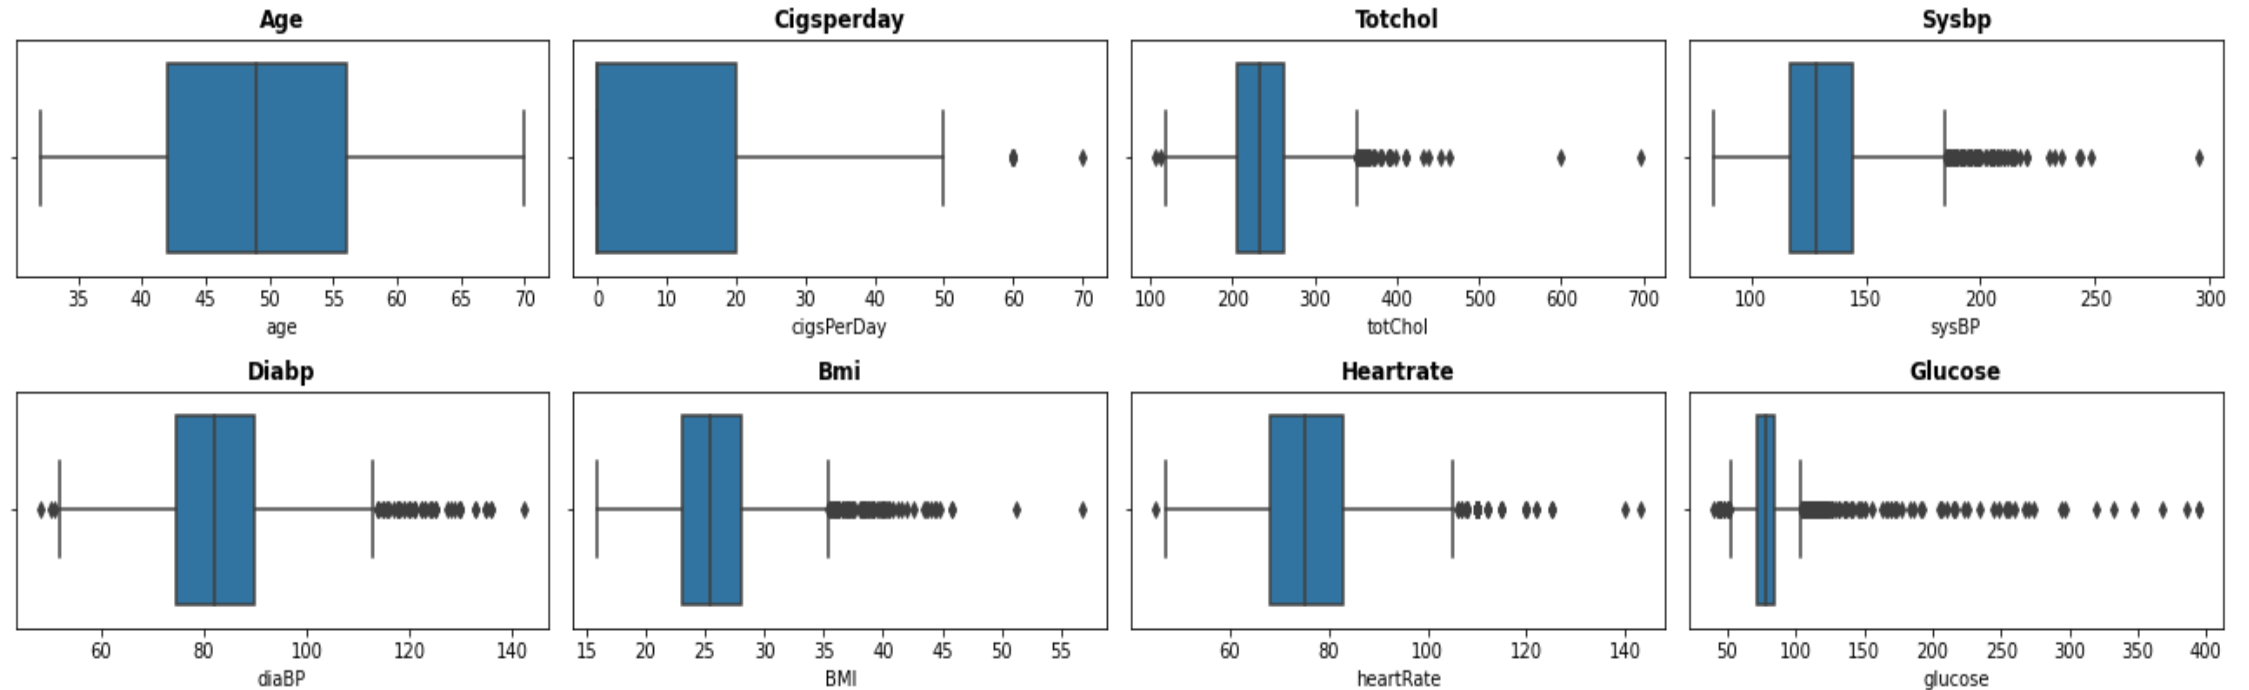 Age Cigsperday Totchol Sysbp
35 40 45 50 55 60 65 70 0 10 20 30 40 50 60 70 100 200 300 400 500 600 700 100 150 200 250 300
age cigsPerDay totChol sysBP
Diabp Bmi Heartrate Glucose
60 80 100 120 140 15 20 25 30 35 40 45 50 55 60 80 100 120 140 50 100 150 200 250 300 350 400
diaBP BMI heartRate glucose